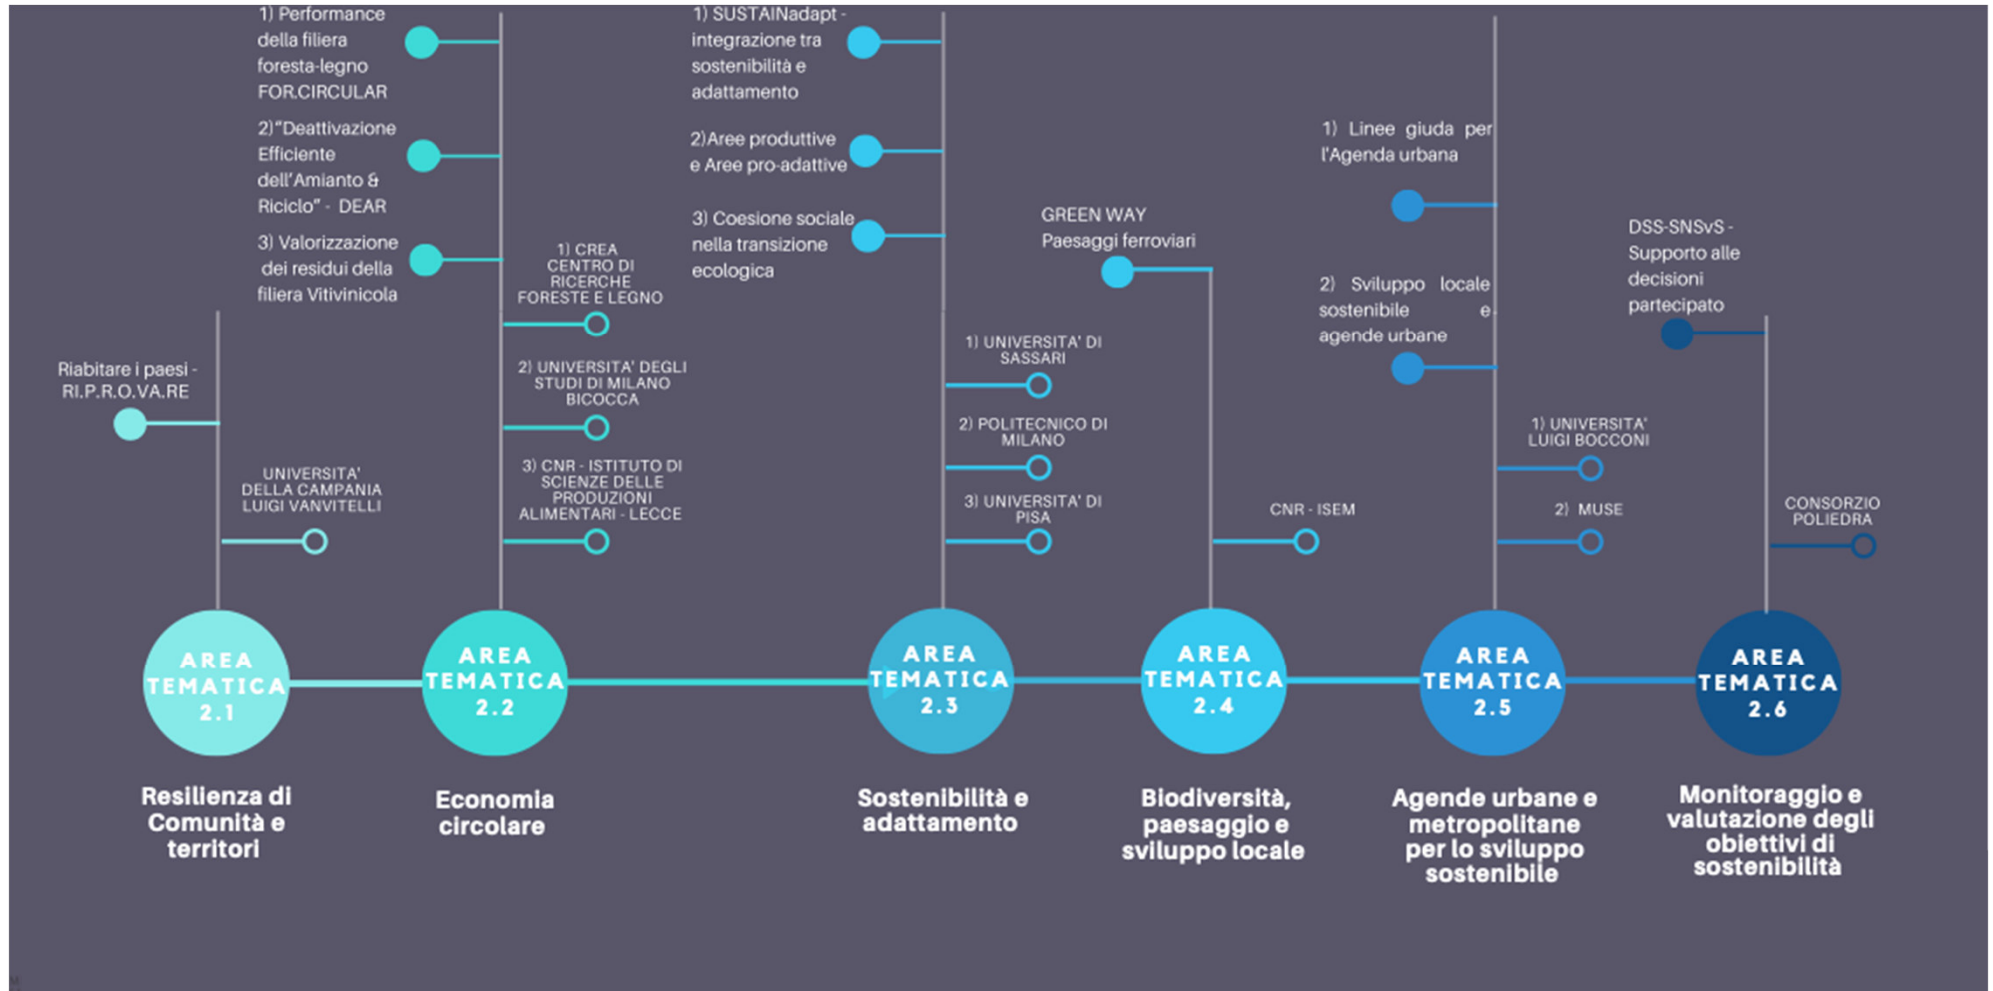 Riabitare i paesi -
RI.P.R.O.VA.RE
UNIVERSITA'
DELLA CAMPANIA
LUIGI VANVITELLI
AREA
TEMATICA
2.1
Resilienza di
Comunità e
territori
1) Performance
della filiera
foresta-legno
FOR.CIRCULAR
2)"Deattivazione
Efficiente
dell'Amianto &
Riciclo" - DEAR
3) Valorizzazione
dei residui della
filiera Vitivinicola
1) CREA
CENTRO DI
RICERCHE
FORESTE E LEGNO
2) UNIVERSITA' DEGLI
STUDI DI MILANO
BICOCCA
3) CNR - ISTITUTO DI
SCIENZE DELLE
PRODUZIONI
ALIMENTARI - LECCE
AREA
TEMATICA
2.2
Economia
circolare
1) SUSTAINadapt -
integrazione tra
sostenibilità e
adattamento
2)Aree produttive
e Aree pro-adattive
3) Coesione sociale
nella transizione
ecologica
1) UNIVERSITA' DI
SASSARI
2) POLITECNICO DI
MILANO
3) UNIVERSITA' DI
PISA
AREA
TEMATICA
2.3
Sostenibilità e
adattamento
GREEN WAY
Paesaggi ferroviari
CNR - ISEM
AREA
TEMATICA
2.4
Biodiversità,
paesaggio e
sviluppo locale
1) Linee giuda per
l'Agenda urbana
2) Sviluppo locale
sostenibile e
agende urbane
1) UNIVERSITA'
LUIGI BOCCONI
2) MUSE
AREA
TEMATICA
2.5
Agende urbane e
metropolitane
per lo sviluppo
sostenibile
DSS-SNSvS -
Supporto alle
decisioni
partecipato
CONSORZIO
POLIEDRA
AREA
TEMATICA
2.6
Monitoraggio e
valutazione degli
obiettivi di
sostenibilità